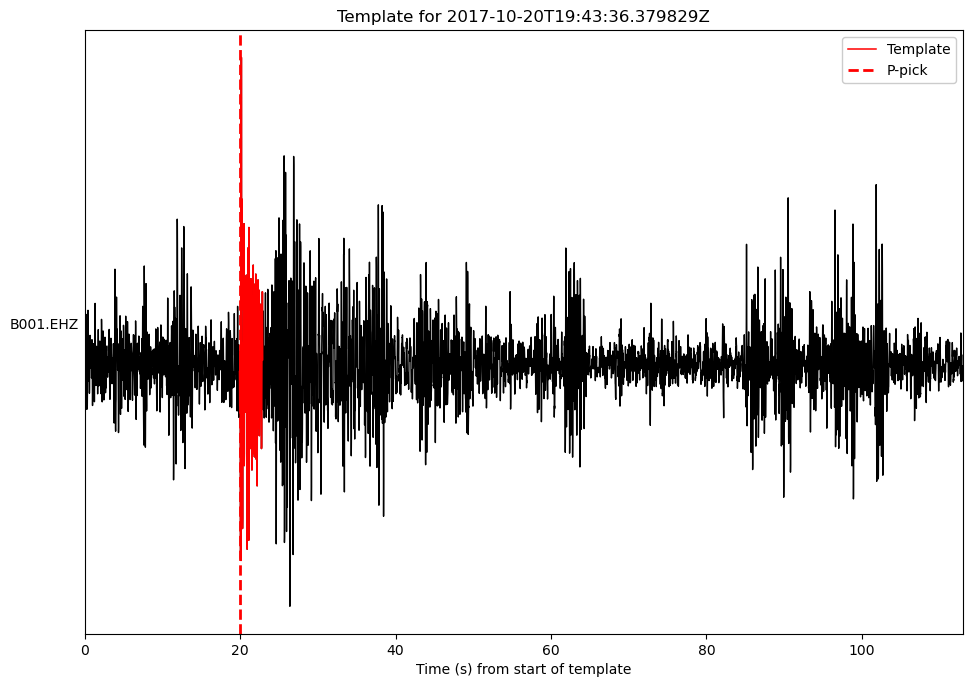 Template for 2017-10-20T19:43:36.379829Z
Template
P-pick
B001.EHZ
0 20 40 60 80 100
Time (s) from start of template